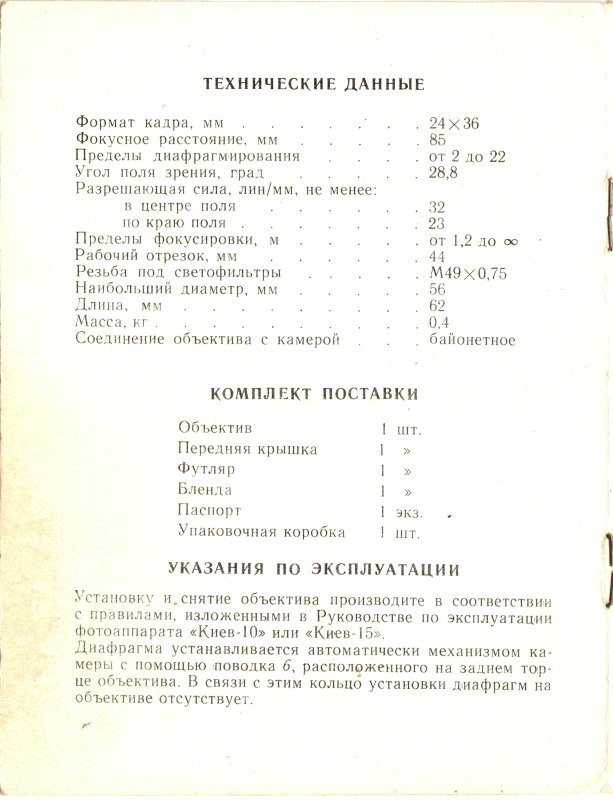 ТЕХНИЧЕСКИЕ ДАННЫЕ
Формат кадра, мм . . . . . . . 24×36
Фокусное расстояние, мм . . . . . 85
Пределы диафрагмирования . . . . от 2 до 22
Угол поля зрения, град . . . . . 28,8
Разрешающая сила, лин/мм, не менее:
в центре поля . . . . . . 32
по краю поля . . . . . . . 23
Пределы фокусировки, м . . . . . от 1,2 до ∞
Рабочий отрезок, мм . . . . . . 44
Резьба под светофильтры . . . . . М49×0,75
Наибольший диаметр, мм . . . . . 56
Длина, мм . . . . . . . . . 62
Масса, кг . . . . . . . . . . 0,4
Соединение объектива с камерой . . . байонетное
КОМПЛЕКТ ПОСТАВКИ
Объектив 1 шт.
Передняя крышка 1 »
Футляр 1 »
Бленда 1 »
Паспорт 1 экз.
Упаковочная коробка 1 шт.
УКАЗАНИЯ ПО ЭКСПЛУАТАЦИИ
Установку и снятие объектива производите в соответствии
с правилами, изложенными в Руководстве по эксплуатации
фотоаппарата «Киев-10» или «Киев-15».
Диафрагма устанавливается автоматически механизмом ка-
меры с помощью поводка 6, расположенного на заднем тор-
це объектива. В связи с этим кольцо установки диафрагм на
объективе отсутствует.